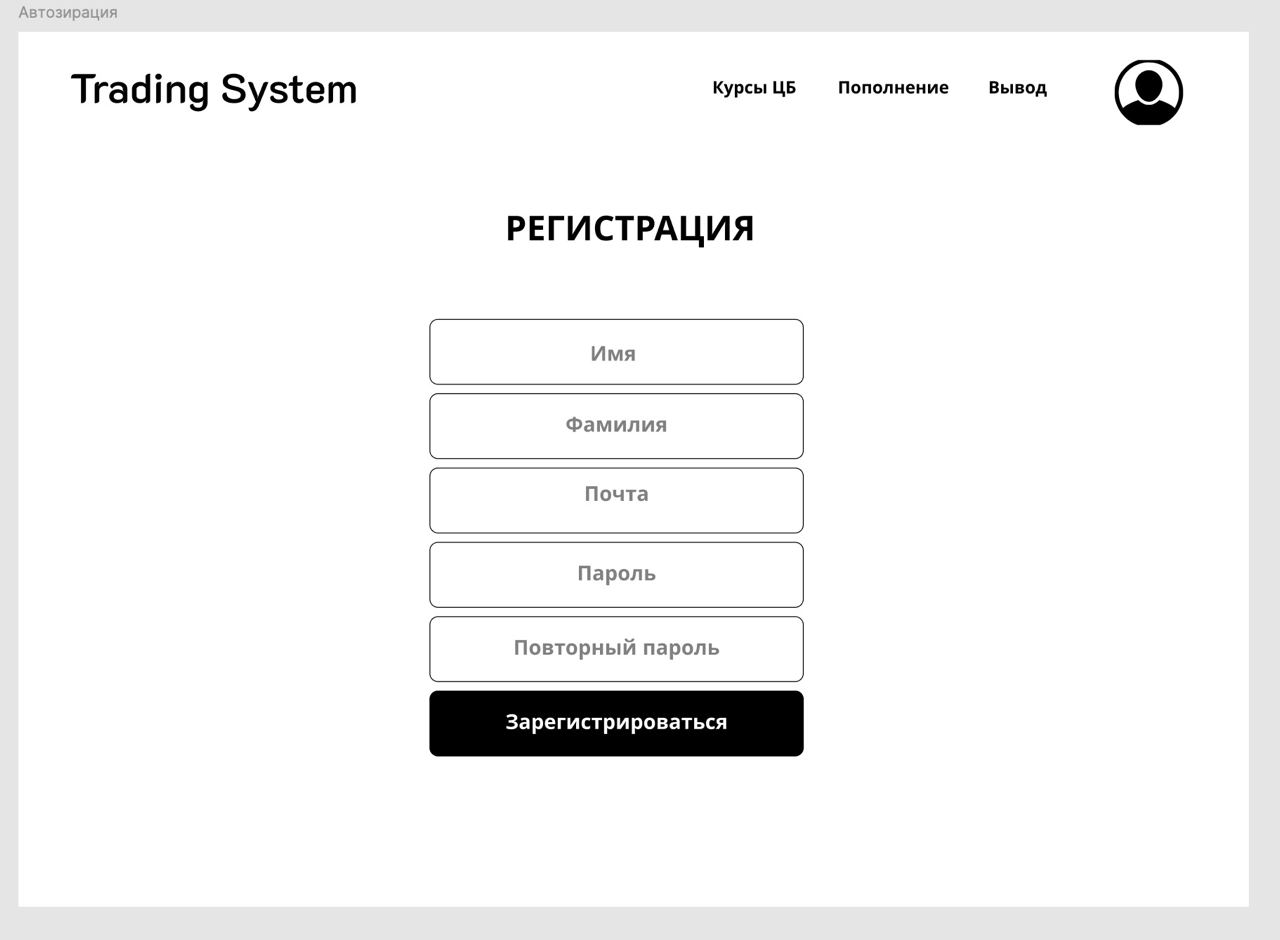 Автозирация
Trading System
Курсы ЦБ
Пополнение
Вывод
РЕГИСТРАЦИЯ
Имя
Фамилия
Почта
Пароль
Повторный пароль
Зарегистрироваться